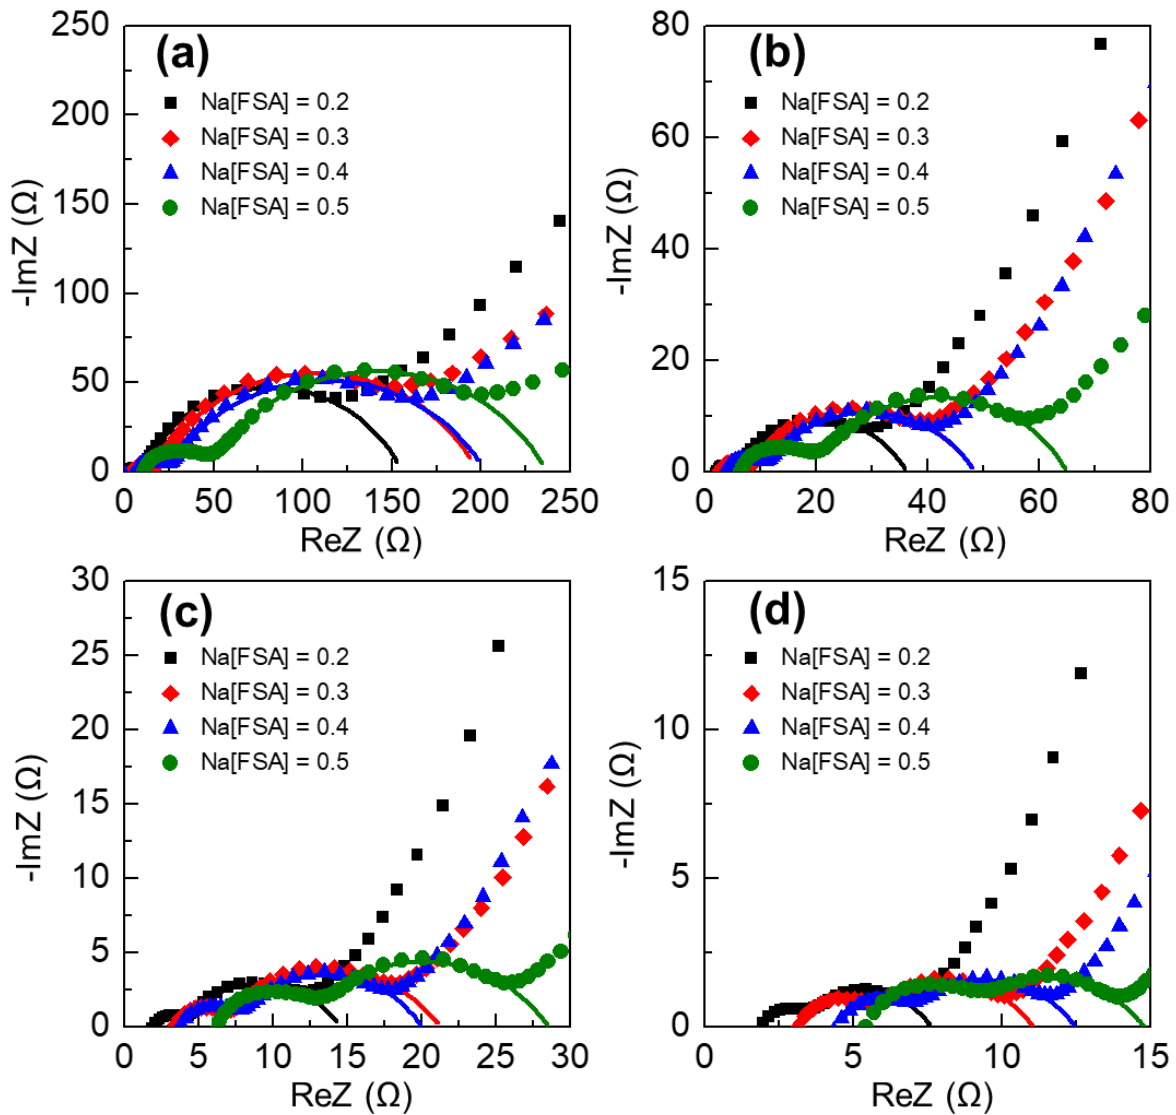 (a)
Na[FSA] = 0.2
Na[FSA] = 0.3
Na[FSA] = 0.4
Na[FSA] = 0.5
250
200
150
100
50
0
-ImZ (Ω)
0 50 100 150 200 250
ReZ (Ω)
(b)
Na[FSA] = 0.2
Na[FSA] = 0.3
Na[FSA] = 0.4
Na[FSA] = 0.5
80
60
40
20
0
-ImZ (Ω)
0 20 40 60 80
ReZ (Ω)
(c)
Na[FSA] = 0.2
Na[FSA] = 0.3
Na[FSA] = 0.4
Na[FSA] = 0.5
30
25
20
15
10
5
0
-ImZ (Ω)
0 5 10 15 20 25 30
ReZ (Ω)
(d)
Na[FSA] = 0.2
Na[FSA] = 0.3
Na[FSA] = 0.4
Na[FSA] = 0.5
15
10
5
0
-ImZ (Ω)
0 5 10 15
ReZ (Ω)